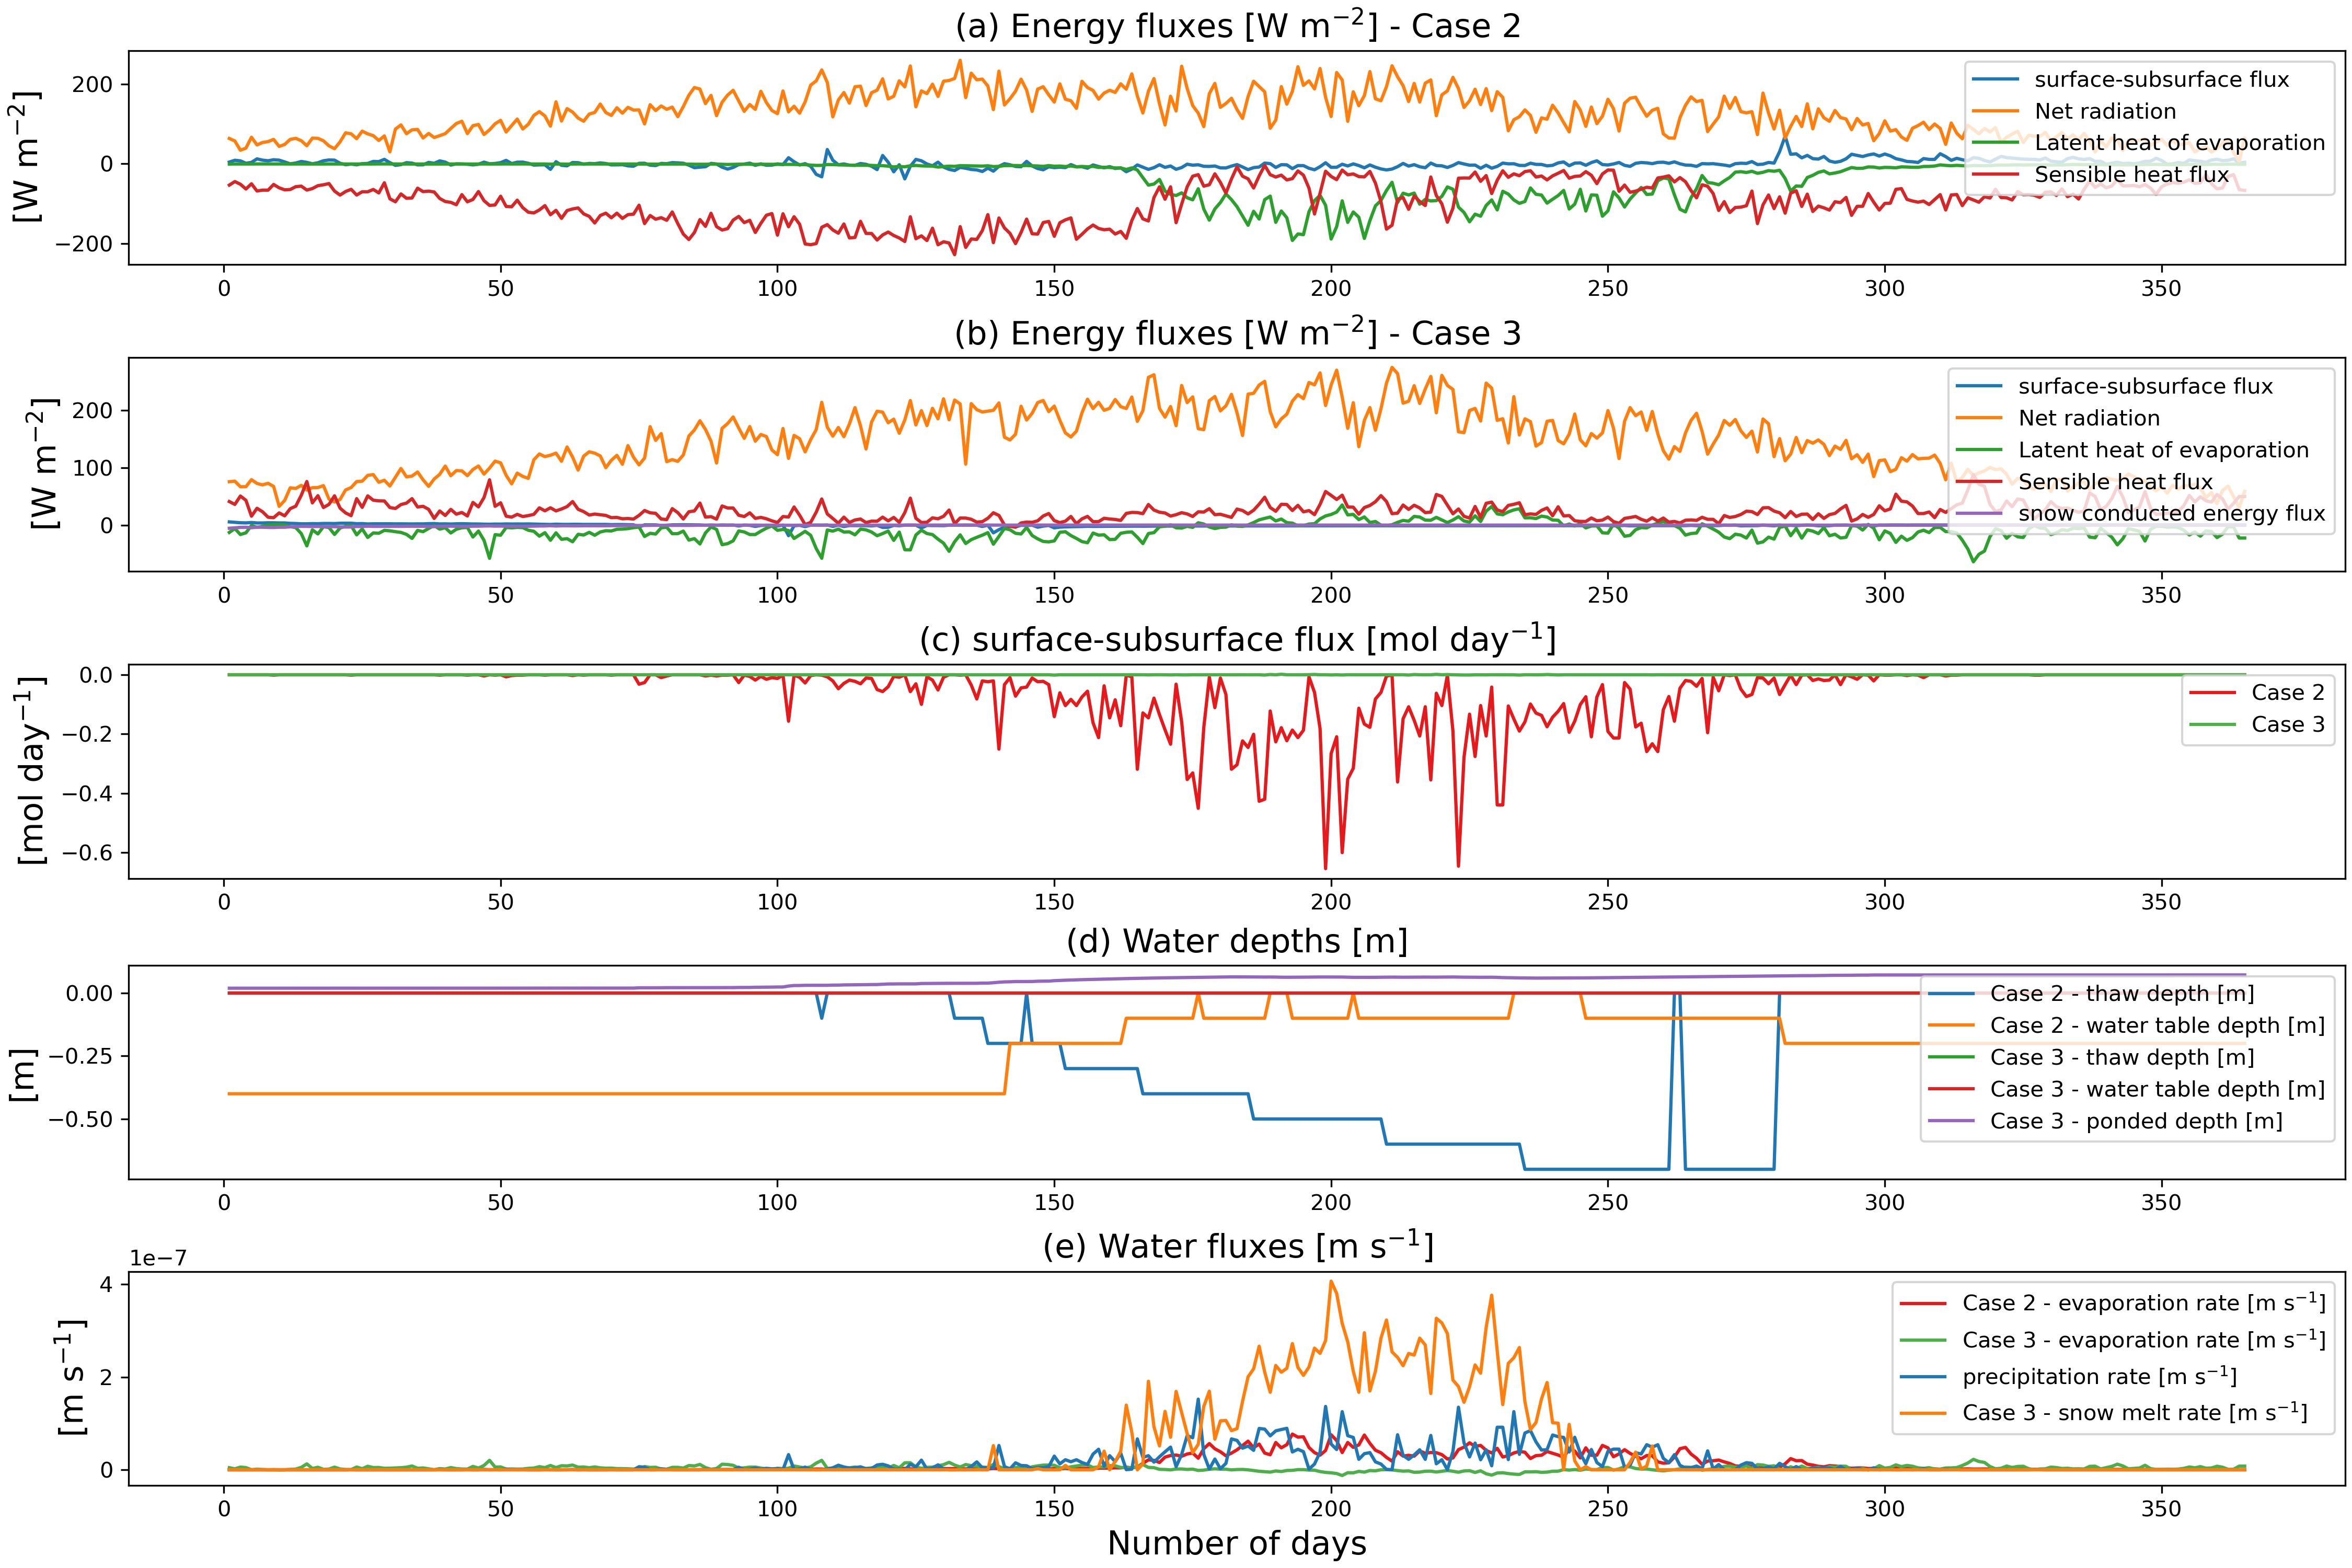 (a) Energy fluxes [W m⁻²] - Case 2
[W m⁻²]
200
0
−200
surface-subsurface flux
Net radiation
Latent heat of evaporation
Sensible heat flux
0 50 100 150 200 250 300 350
(b) Energy fluxes [W m⁻²] - Case 3
[W m⁻²]
200
100
0
surface-subsurface flux
Net radiation
Latent heat of evaporation
Sensible heat flux
snow conducted energy flux
0 50 100 150 200 250 300 350
(c) surface-subsurface flux [mol day⁻¹]
[mol day⁻¹]
0.0
−0.2
−0.4
−0.6
Case 2
Case 3
0 50 100 150 200 250 300 350
(d) Water depths [m]
[m]
0.00
−0.25
−0.50
Case 2 - thaw depth [m]
Case 2 - water table depth [m]
Case 3 - thaw depth [m]
Case 3 - water table depth [m]
Case 3 - ponded depth [m]
0 50 100 150 200 250 300 350
(e) Water fluxes [m s⁻¹]
1e−7
[m s⁻¹]
4
2
0
Case 2 - evaporation rate [m s⁻¹]
Case 3 - evaporation rate [m s⁻¹]
precipitation rate [m s⁻¹]
Case 3 - snow melt rate [m s⁻¹]
0 50 100 150 200 250 300 350
Number of days